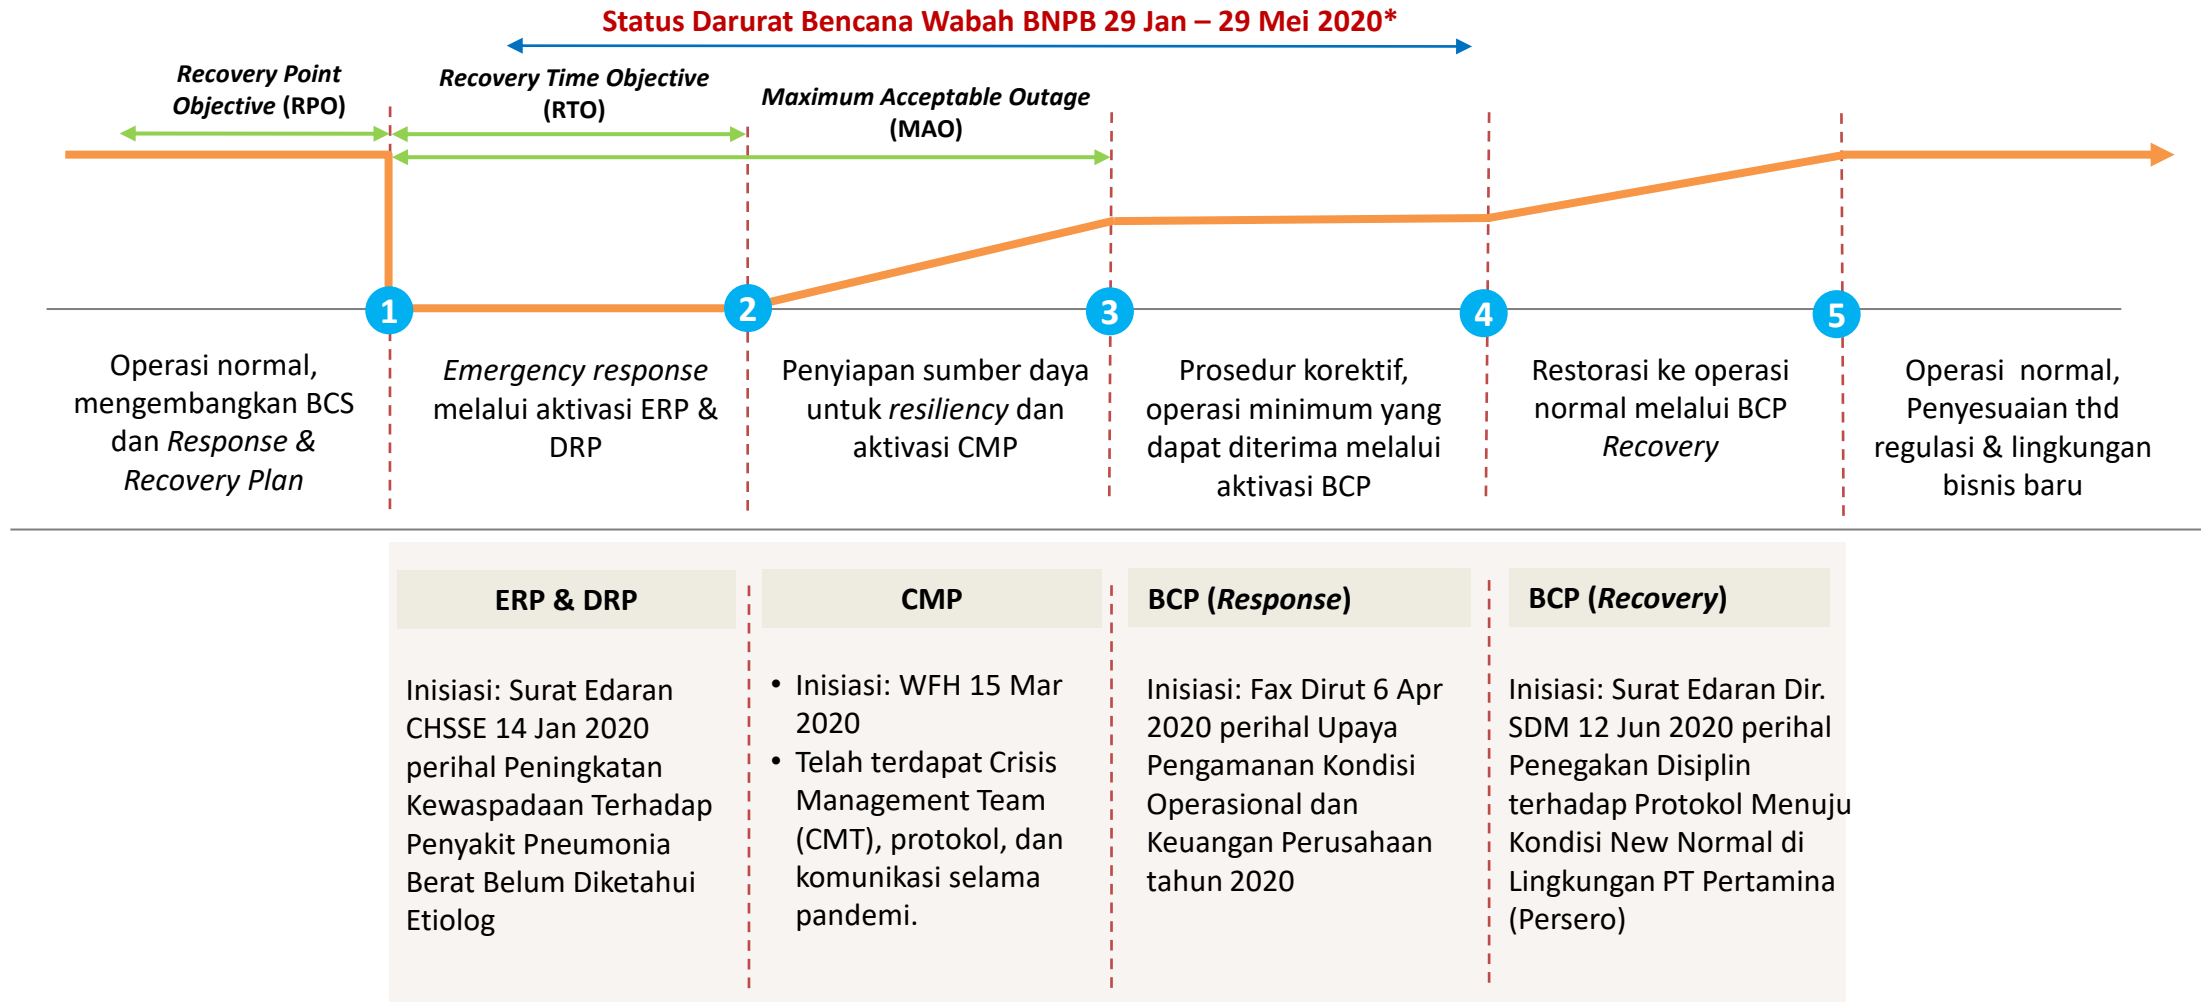 Status Darurat Bencana Wabah BNPB 29 Jan – 29 Mei 2020*
Recovery Point
Objective (RPO)
Recovery Time Objective
(RTO)
Maximum Acceptable Outage
(MAO)
1
2
3
4
5
Operasi normal,
mengembangkan BCS
dan Response &
Recovery Plan
Emergency response
melalui aktivasi ERP &
DRP
Penyiapan sumber daya
untuk resiliency dan
aktivasi CMP
Prosedur korektif,
operasi minimum yang
dapat diterima melalui
aktivasi BCP
Restorasi ke operasi
normal melalui BCP
Recovery
Operasi  normal,
Penyesuaian thd
regulasi & lingkungan
bisnis baru
ERP & DRP
Inisiasi: Surat Edaran
CHSSE 14 Jan 2020
perihal Peningkatan
Kewaspadaan Terhadap
Penyakit Pneumonia
Berat Belum Diketahui
Etiolog
CMP
• Inisiasi: WFH 15 Mar
2020
• Telah terdapat Crisis
Management Team
(CMT), protokol, dan
komunikasi selama
pandemi.
BCP (Response)
Inisiasi: Fax Dirut 6 Apr
2020 perihal Upaya
Pengamanan Kondisi
Operasional dan
Keuangan Perusahaan
tahun 2020
BCP (Recovery)
Inisiasi: Surat Edaran Dir.
SDM 12 Jun 2020 perihal
Penegakan Disiplin
terhadap Protokol Menuju
Kondisi New Normal di
Lingkungan PT Pertamina
(Persero)